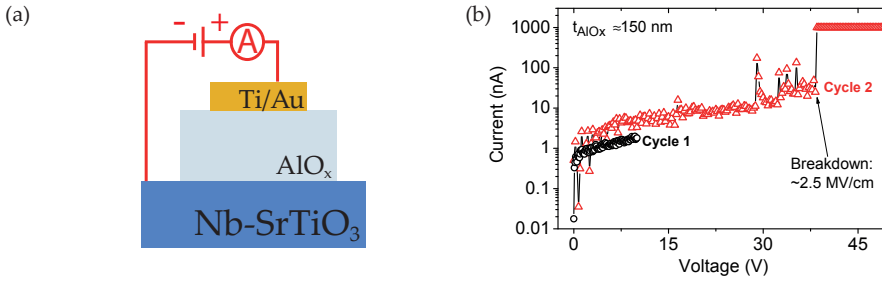 (a)
- + A
Ti/Au
AlOₓ
Nb-SrTiO₃
(b)
t_AlOx ≈150 nm
1000
100
10
1
0.1
0.01
Current (nA)
Cycle 2
Cycle 1
Breakdown:
~2.5 MV/cm
0 15 30 45
Voltage (V)